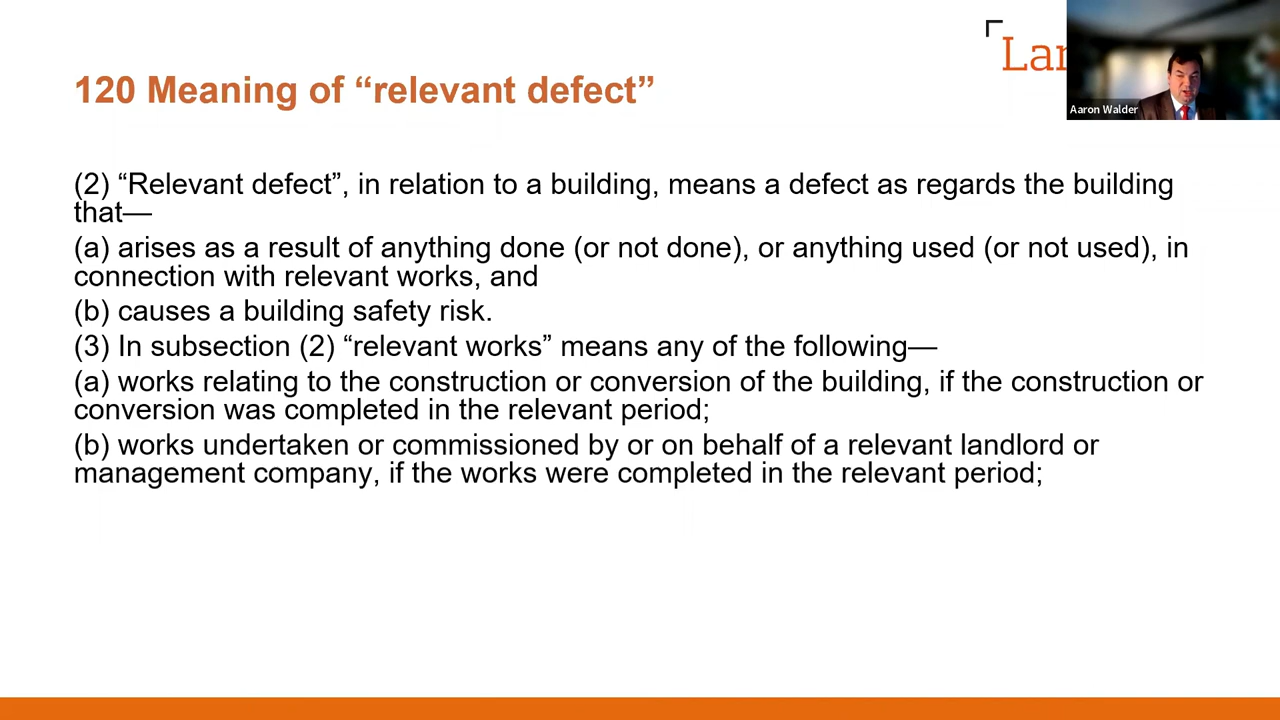 120 Meaning of “relevant defect”
Aaron Walder
(2) “Relevant defect”, in relation to a building, means a defect as regards the building
that—
(a) arises as a result of anything done (or not done), or anything used (or not used), in
connection with relevant works, and
(b) causes a building safety risk.
(3) In subsection (2) “relevant works” means any of the following—
(a) works relating to the construction or conversion of the building, if the construction or
conversion was completed in the relevant period;
(b) works undertaken or commissioned by or on behalf of a relevant landlord or
management company, if the works were completed in the relevant period;